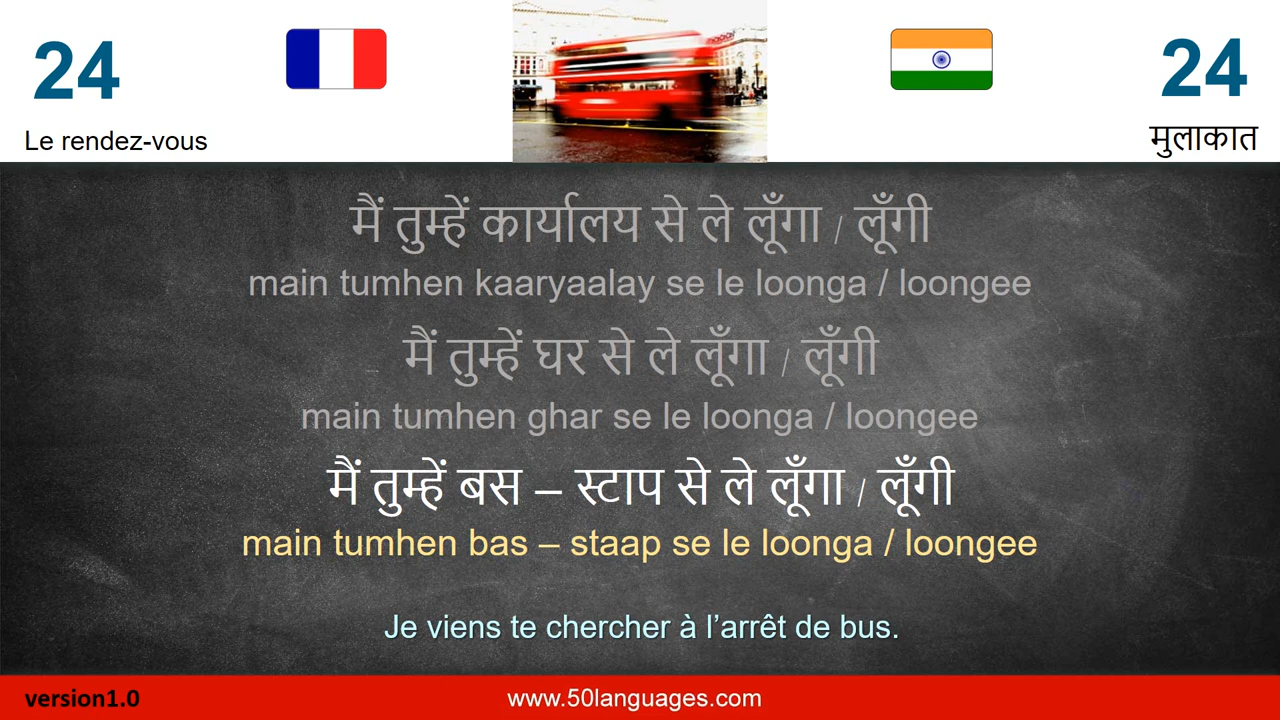 24
24
Le rendez-vous
मुलाकात
मैं तुम्हें कार्यालय से ले लूँगा / लूँगी
main tumhen kaaryaalay se le loonga / loongee
मैं तुम्हें घर से ले लूँगा / लूँगी
main tumhen ghar se le loonga / loongee
मैं तुम्हें बस – स्टाप से ले लूँगा / लूँगी
main tumhen bas – staap se le loonga / loongee
Je viens te chercher à l’arrêt de bus.
version1.0
www.50languages.com